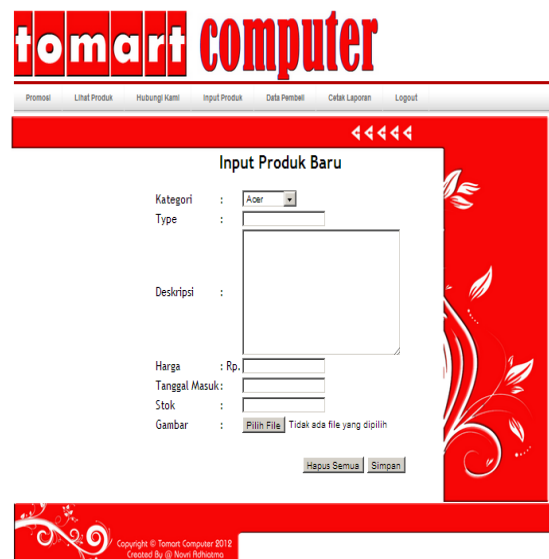 tomart computer
Promosi Lihat Produk Hubungi Kami Input Produk Data Pembeli Cetak Laporan Logout
Input Produk Baru
Kategori : Acer
Type :
Deskripsi :
Harga : Rp.
Tanggal Masuk :
Stok :
Gambar : Pilih File Tidak ada file yang dipilih
Hapus Semua Simpan
Copyright © Tomart Computer 2012
Created By @ Novri Adhiatma